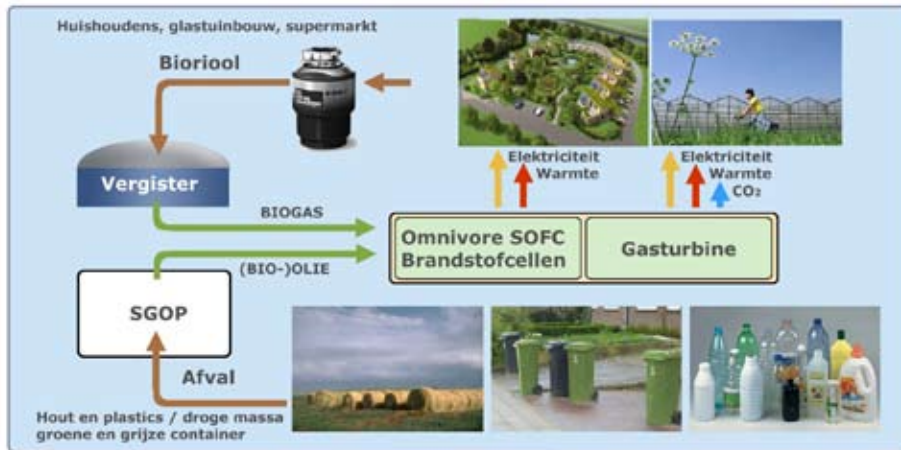 Huishoudens, glastuinbouw, supermarkt
Bioriool
Vergister
BIOGAS
(BIO-)OLIE
SGOP
Afval
Hout en plastics / droge massa
groene en grijze container
Elektriciteit
Warmte
Elektriciteit
Warmte
CO₂
Omnivore SOFC
Brandstofcellen
Gasturbine